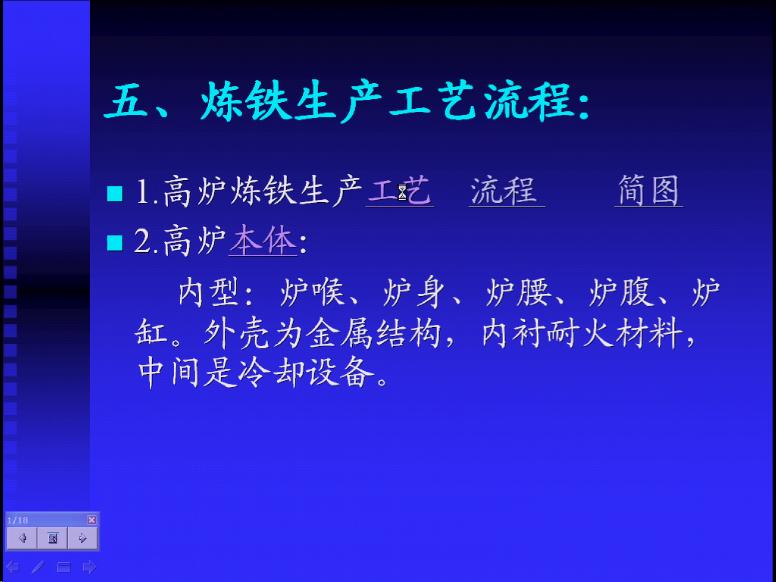 五、炼铁生产工艺流程：
1.高炉炼铁生产工艺 流程 简图
2.高炉本体：
内型：炉喉、炉身、炉腰、炉腹、炉
缸。外壳为金属结构，内衬耐火材料，
中间是冷却设备。
1/18